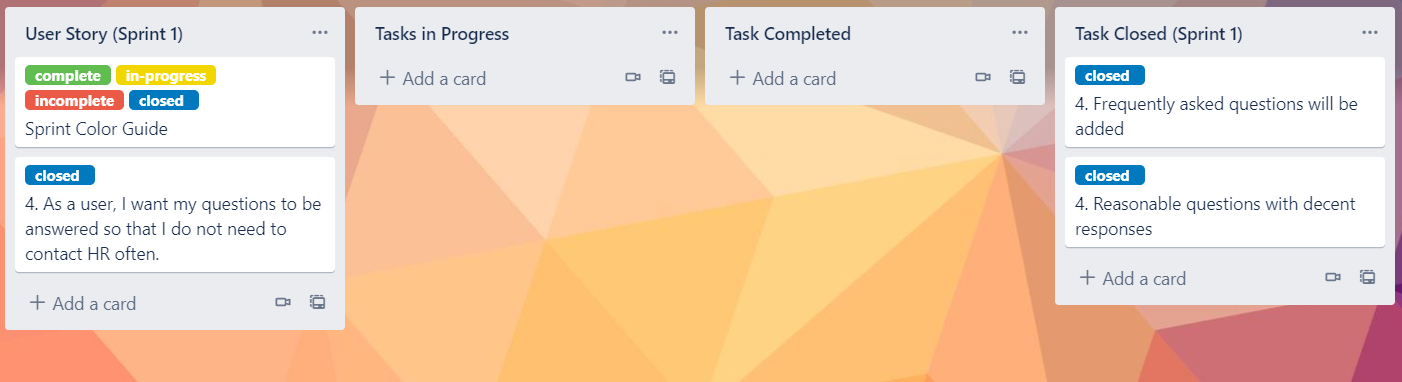 User Story (Sprint 1)
complete in-progress
incomplete closed
Sprint Color Guide
closed
4. As a user, I want my questions to be
answered so that I do not need to
contact HR often.
+ Add a card
Tasks in Progress
+ Add a card
Task Completed
+ Add a card
Task Closed (Sprint 1)
closed
4. Frequently asked questions will be
added
closed
4. Reasonable questions with decent
responses
+ Add a card